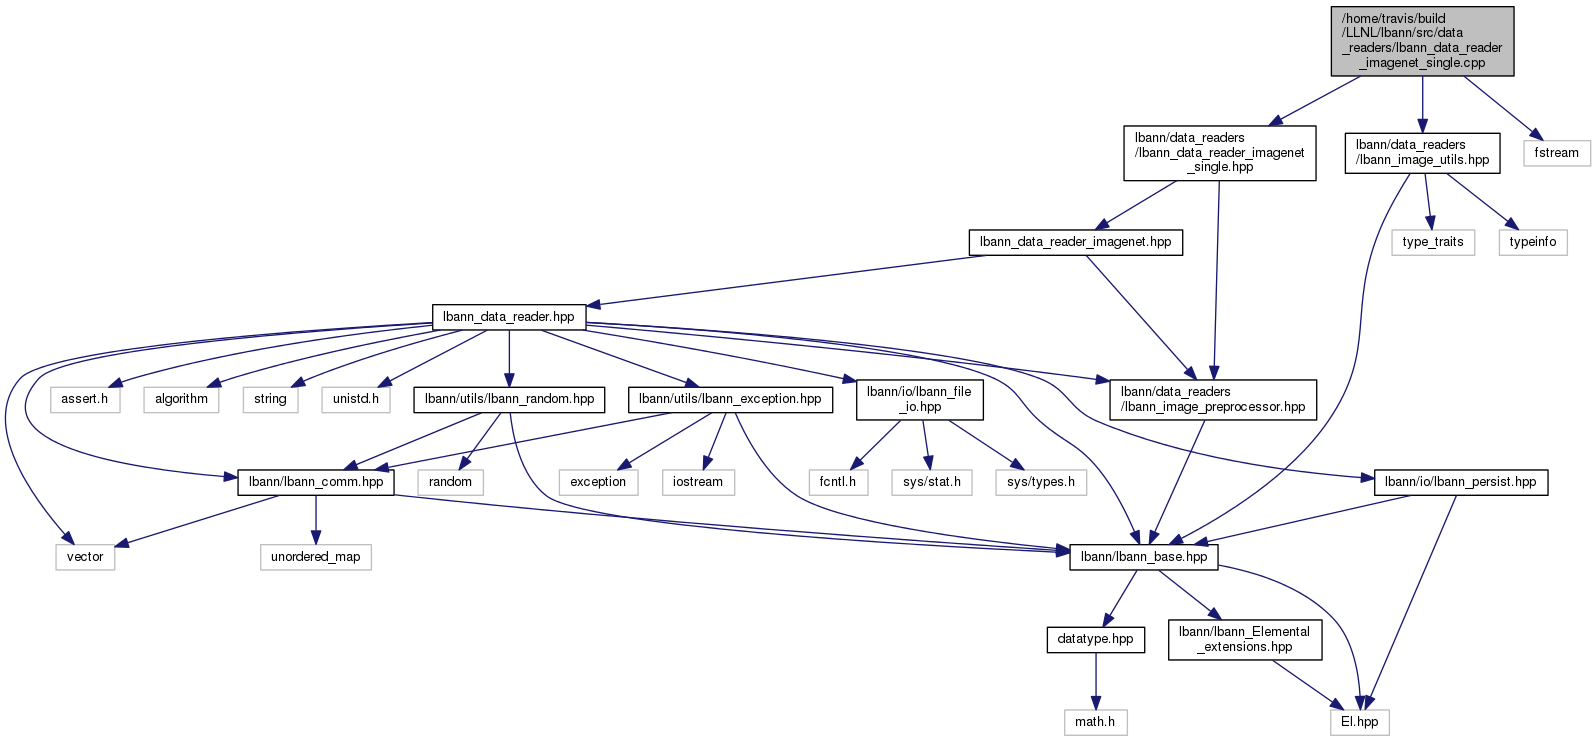 /home/travis/build
/LLNL/lbann/src/data
_readers/lbann_data_reader
_imagenet_single.cpp
lbann/data_readers
/lbann_data_reader_imagenet
_single.hpp
lbann/data_readers
/lbann_image_utils.hpp
fstream
lbann_data_reader_imagenet.hpp
type_traits
typeinfo
lbann_data_reader.hpp
assert.h
algorithm
string
unistd.h
lbann/utils/lbann_random.hpp
lbann/utils/lbann_exception.hpp
lbann/io/lbann_file
_io.hpp
lbann/data_readers
/lbann_image_preprocessor.hpp
lbann/lbann_comm.hpp
random
exception
iostream
fcntl.h
sys/stat.h
sys/types.h
lbann/io/lbann_persist.hpp
vector
unordered_map
lbann/lbann_base.hpp
datatype.hpp
lbann/lbann_Elemental
_extensions.hpp
math.h
El.hpp